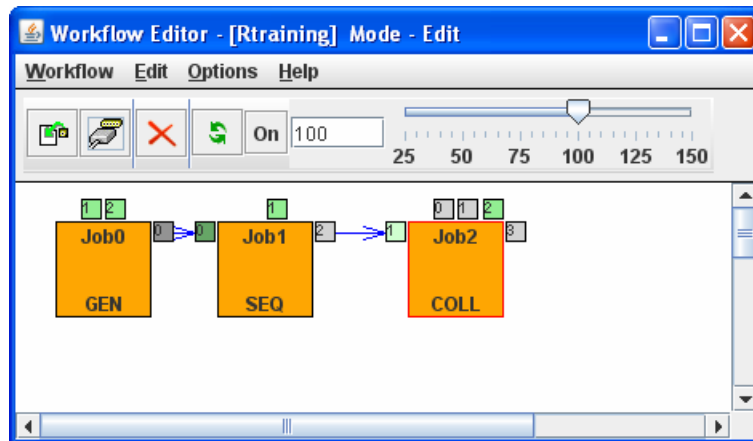 Workflow Editor - [Rtraining] Mode - Edit
Workflow Edit Options Help
On 100
25 50 75 100 125 150
1 2 1 0 1 2
Job0 0 0 Job1 2 1 Job2 3
GEN SEQ COLL